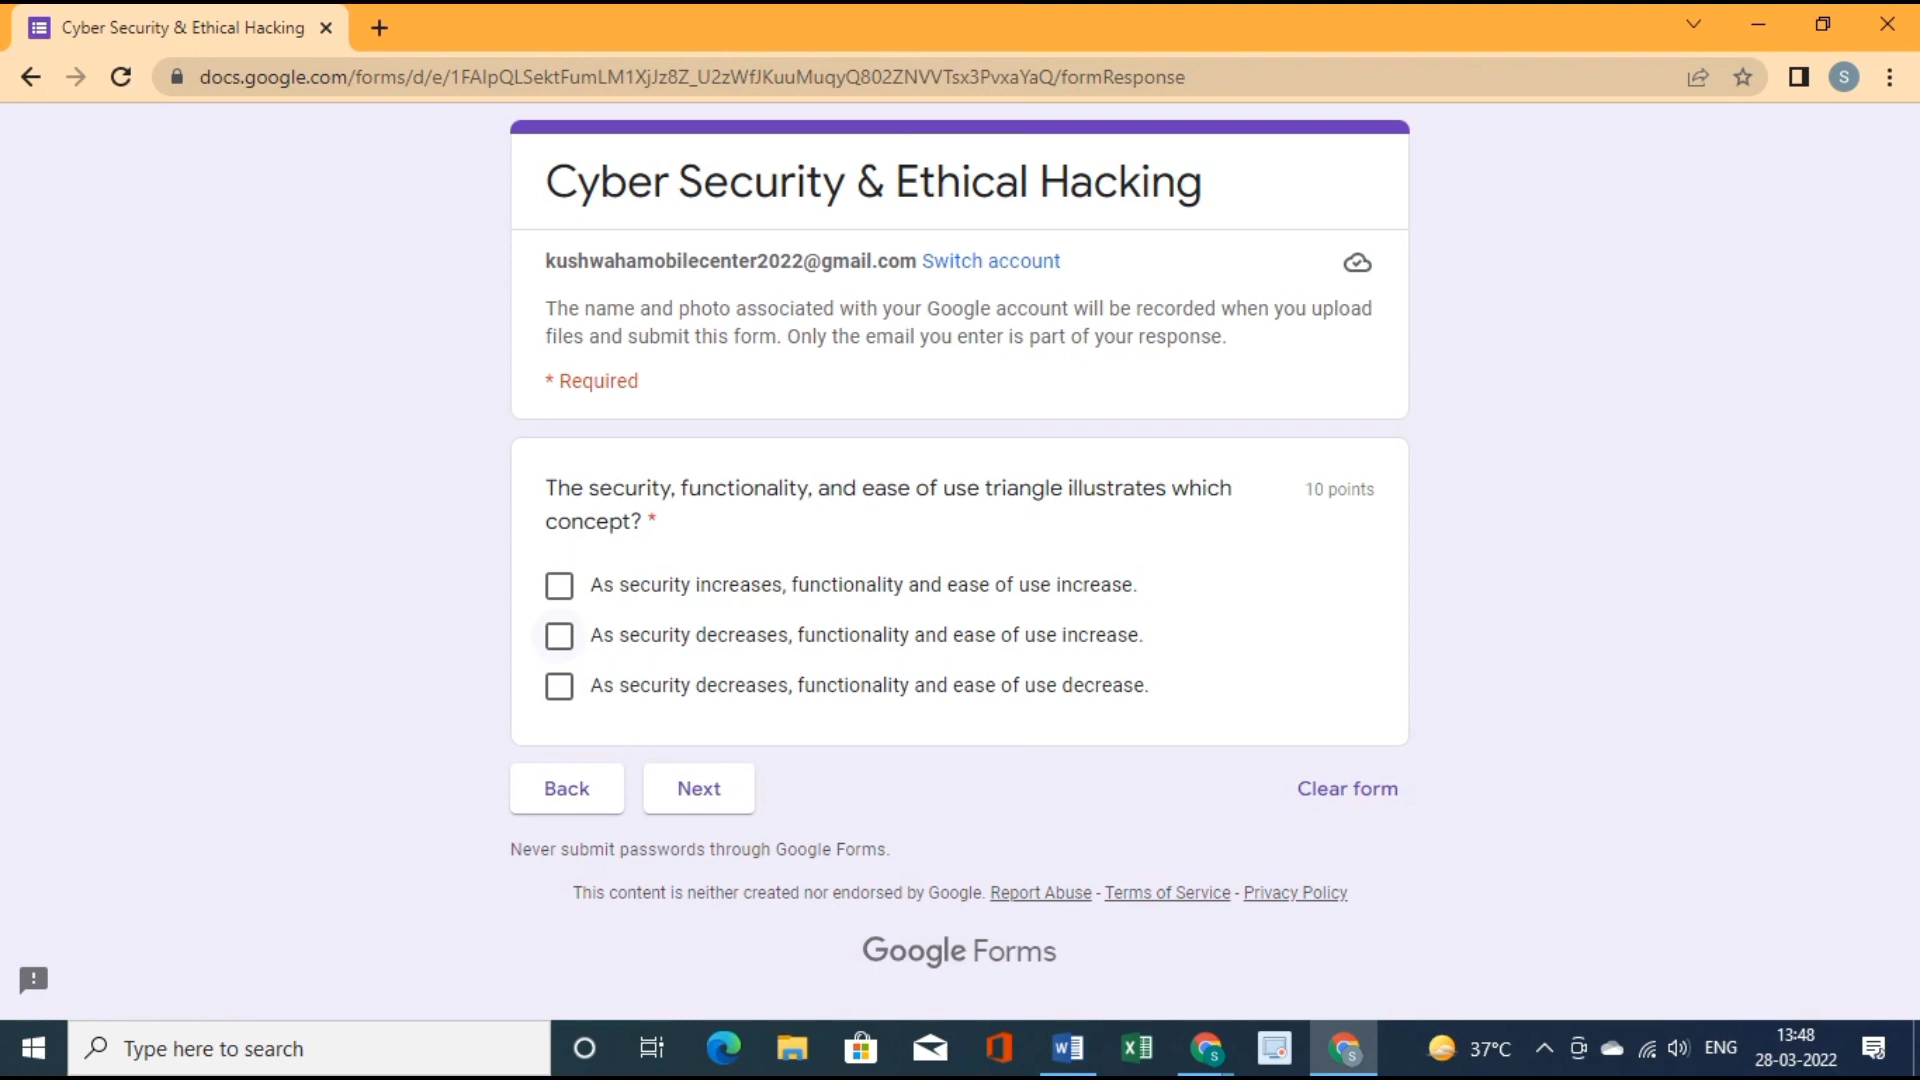 Cyber Security & Ethical Hacking
docs.google.com/forms/d/e/1FAIpQLSektFumLM1XjJz8Z_U2zWfJKuuMuqyQ802ZNVVTsx3PvxaYaQ/formResponse
S
Cyber Security & Ethical Hacking
kushwahamobilecenter2022@gmail.com Switch account
The name and photo associated with your Google account will be recorded when you upload
files and submit this form. Only the email you enter is part of your response.
* Required
The security, functionality, and ease of use triangle illustrates which
concept? *
10 points
As security increases, functionality and ease of use increase.
As security decreases, functionality and ease of use increase.
As security decreases, functionality and ease of use decrease.
Back
Next
Clear form
Never submit passwords through Google Forms.
This content is neither created nor endorsed by Google. Report Abuse - Terms of Service - Privacy Policy
Google Forms
Type here to search
37°C
ENG
13:48
28-03-2022